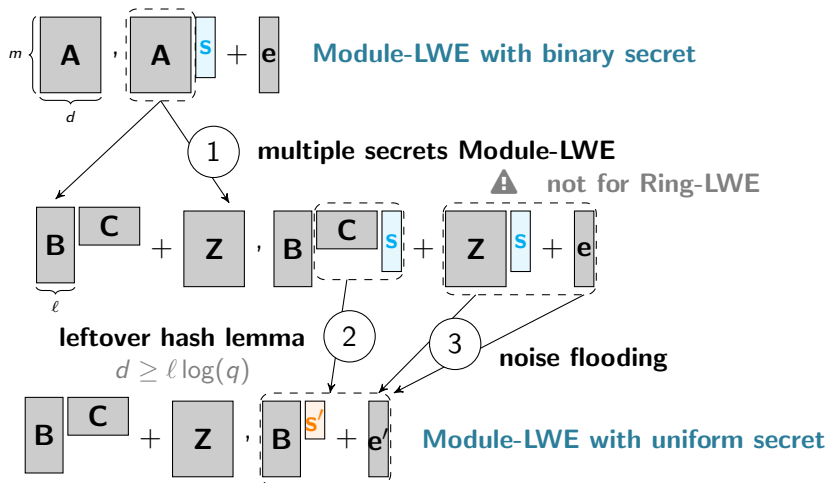 m A , A s + e Module-LWE with binary secret
d
1 multiple secrets Module-LWE
! not for Ring-LWE
B C + Z , B C s + Z s + e
ℓ
leftover hash lemma 2 3 noise flooding
d ≥ ℓ log(q)
B C + Z , B s′ + e′ Module-LWE with uniform secret